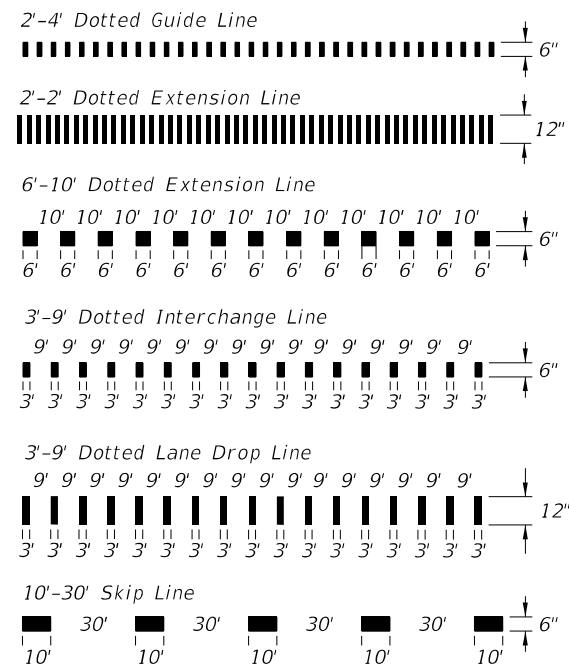 2'-4' Dotted Guide Line
6"
2'-2' Dotted Extension Line
12"
6'-10' Dotted Extension Line
10' 10' 10' 10' 10' 10' 10' 10' 10' 10' 10' 10'
6"
6' 6' 6' 6' 6' 6' 6' 6' 6' 6' 6' 6' 6'
3'-9' Dotted Interchange Line
9' 9' 9' 9' 9' 9' 9' 9' 9' 9' 9' 9' 9' 9' 9' 9'
6"
3' 3' 3' 3' 3' 3' 3' 3' 3' 3' 3' 3' 3' 3' 3' 3' 3'
3'-9' Dotted Lane Drop Line
9' 9' 9' 9' 9' 9' 9' 9' 9' 9' 9' 9' 9' 9' 9' 9'
12"
3' 3' 3' 3' 3' 3' 3' 3' 3' 3' 3' 3' 3' 3' 3' 3' 3'
10'-30' Skip Line
30' 30' 30' 30' 6"
10' 10' 10' 10' 10'